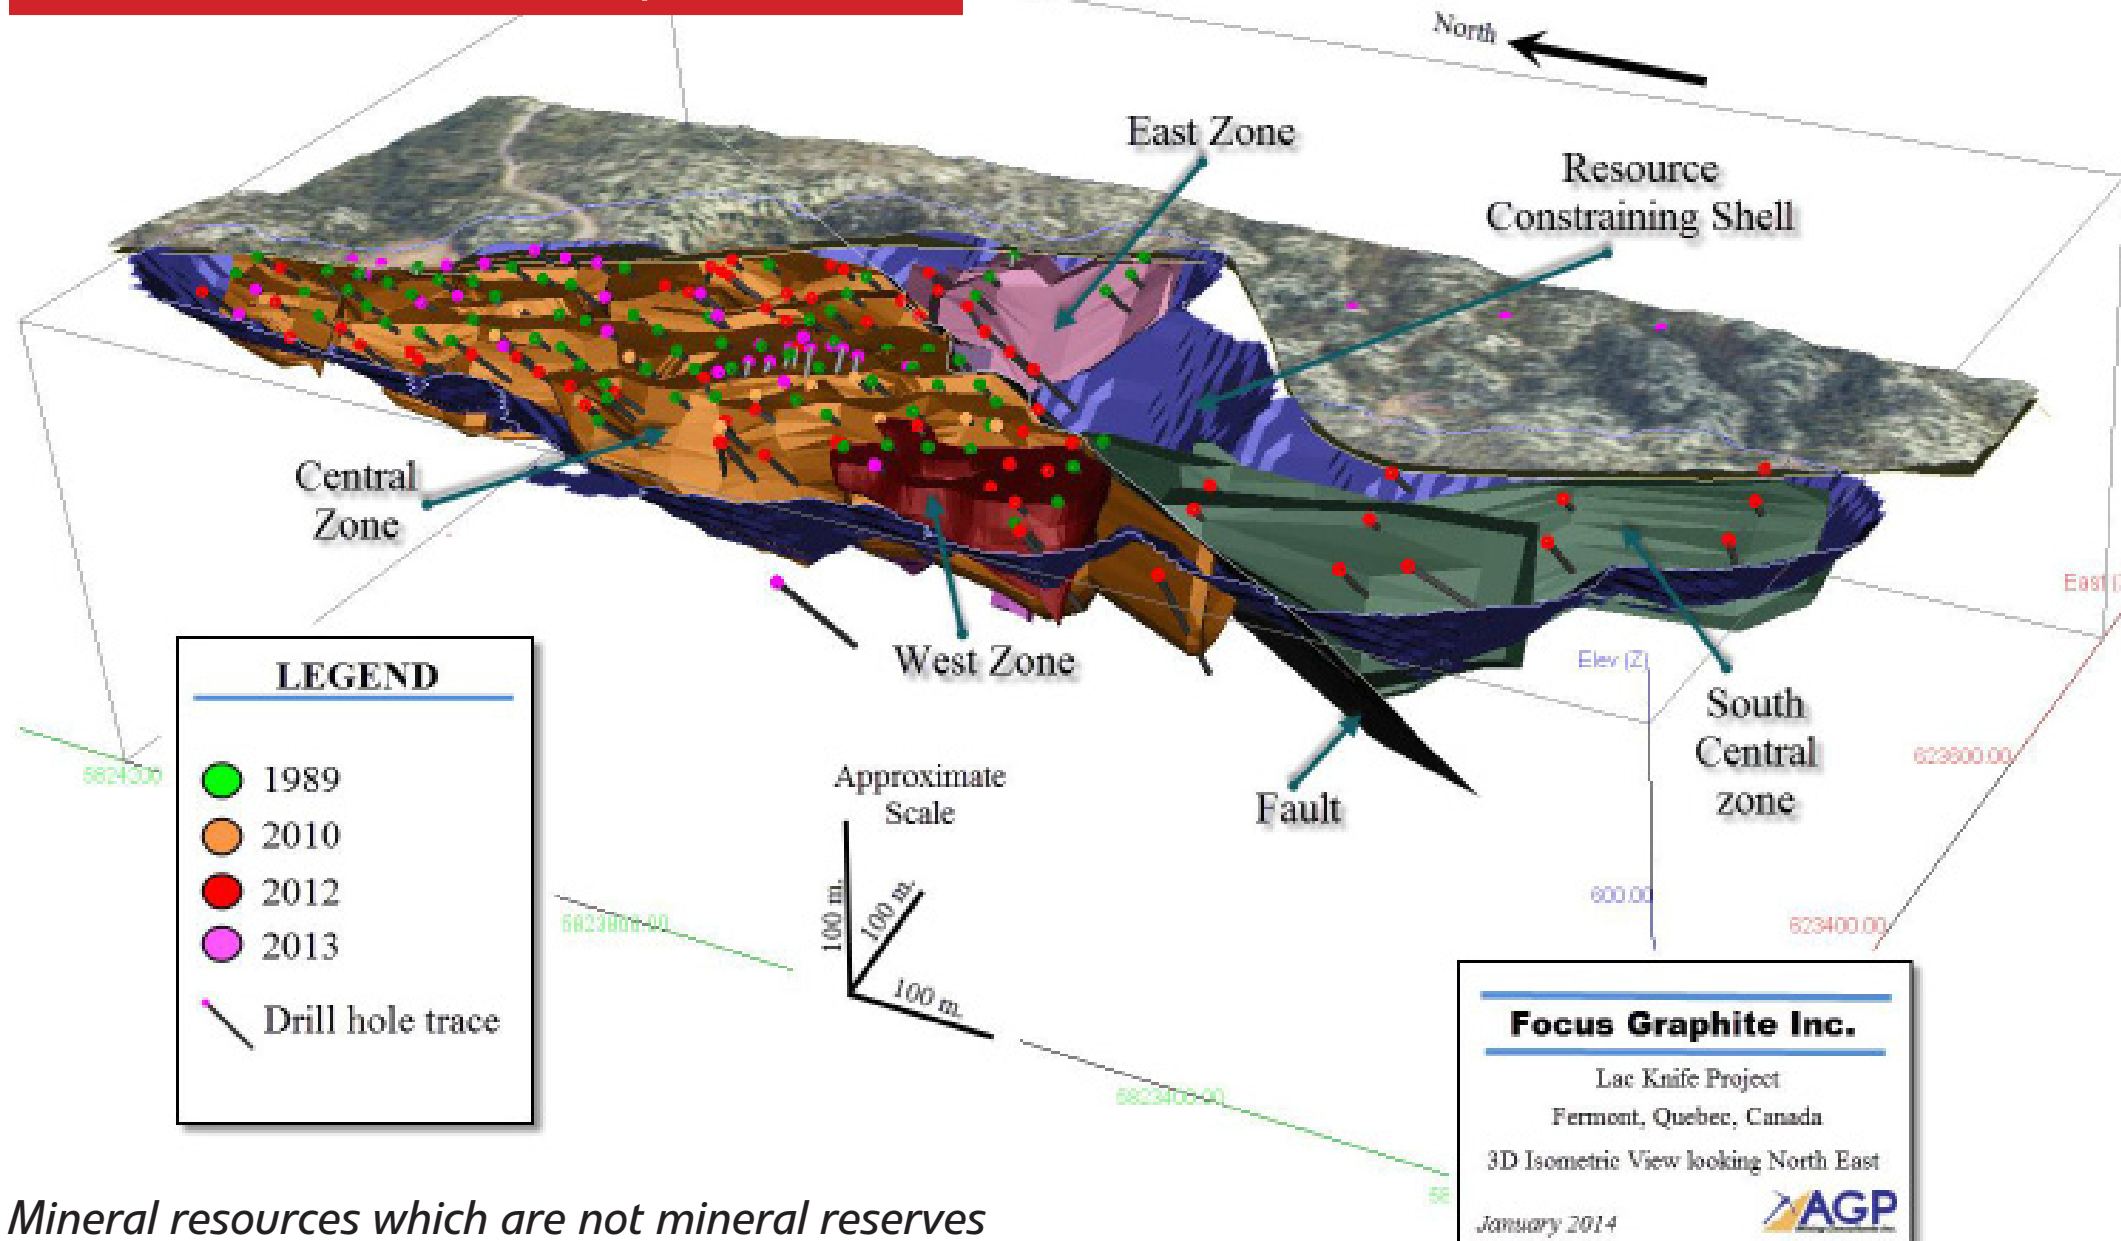 North
East Zone
Resource
Constraining Shell
Central
Zone
West Zone
Elev (Z)
South
Central
zone
Fault
LEGEND
1989
2010
2012
2013
Drill hole trace
Approximate
Scale
100 m.
100 m.
100 m.
623600.00
600.00
623400.00
5823400.00
Focus Graphite Inc.
Lac Knife Project
Fermont, Quebec, Canada
3D Isometric View looking North East
January 2014
AGP
Mineral resources which are not mineral reserves